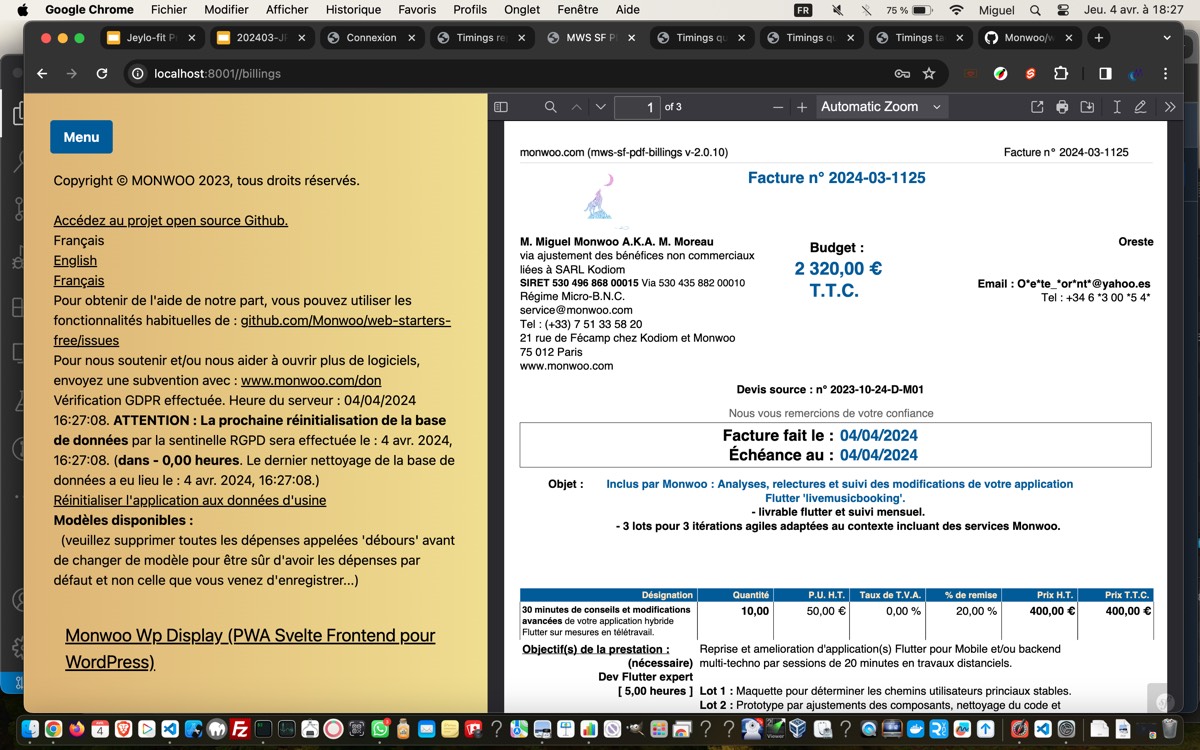 Google Chrome Fichier Modifier Afficher Historique Favoris Profils Onglet Fenêtre Aide FR 75 % Miguel Jeu. 4 avr. à 18:27
Jeylo-fit P
202403-JF
Connexion
Timings re
MWS SF P
Timings qu
Timings qu
Timings ta
Monwoo/w
localhost:8001//billings
1 of 3
Automatic Zoom
Menu
Copyright © MONWOO 2023, tous droits réservés.
Accédez au projet open source Github.
Français
English
Français
Pour obtenir de l'aide de notre part, vous pouvez utiliser les
fonctionnalités habituelles de : github.com/Monwoo/web-starters-
free/issues
Pour nous soutenir et/ou nous aider à ouvrir plus de logiciels,
envoyez une subvention avec : www.monwoo.com/don
Vérification GDPR effectuée. Heure du serveur : 04/04/2024
16:27:08. ATTENTION : La prochaine réinitialisation de la base
de données par la sentinelle RGPD sera effectuée le : 4 avr. 2024,
16:27:08. (dans - 0,00 heures. Le dernier nettoyage de la base de
données a eu lieu le : 4 avr. 2024, 16:27:08.)
Réinitialiser l'application aux données d'usine
Modèles disponibles :
(veuillez supprimer toutes les dépenses appelées 'débours' avant
de changer de modèle pour être sûr d'avoir les dépenses par
défaut et non celle que vous venez d'enregistrer...)
Monwoo Wp Display (PWA Svelte Frontend pour
WordPress)
monwoo.com (mws-sf-pdf-billings v-2.0.10)
Facture n° 2024-03-1125
Facture n° 2024-03-1125
M. Miguel Monwoo A.K.A. M. Moreau
via ajustement des bénéfices non commerciaux
liées à SARL Kodiom
SIRET 530 496 868 00015 Via 530 435 882 00010
Régime Micro-B.N.C.
service@monwoo.com
Tel : (+33) 7 51 33 58 20
21 rue de Fécamp chez Kodiom et Monwoo
75 012 Paris
www.monwoo.com
Budget :
2 320,00 €
T.T.C.
Oreste
Email : O*e*te_*or*nt*@yahoo.es
Tel : +34 6 *3 00 *5 4*
Devis source : n° 2023-10-24-D-M01
Nous vous remercions de votre confiance
Facture fait le : 04/04/2024
Échéance au : 04/04/2024
Objet : Inclus par Monwoo : Analyses, relectures et suivi des modifications de votre application
Flutter 'livemusicbooking'.
- livrable flutter et suivi mensuel.
- 3 lots pour 3 itérations agiles adaptées au contexte incluant des services Monwoo.
Désignation Quantité P.U. H.T. Taux de T.V.A. % de remise Prix H.T. Prix T.T.C.
30 minutes de conseils et modifications 10,00 50,00 € 0,00 % 20,00 % 400,00 € 400,00 €
avancées de votre application hybride
Flutter sur mesures en télétravail.
Objectif(s) de la prestation : Reprise et amelioration d'application(s) Flutter pour Mobile et/ou backend
(nécessaire) multi-techno par sessions de 20 minutes en travaux distanciels.
Dev Flutter expert
[ 5,00 heures ] Lot 1 : Maquette pour déterminer les chemins utilisateurs principaux stables.
Lot 2 : Prototype par ajustements des composants, nettoyage du code et